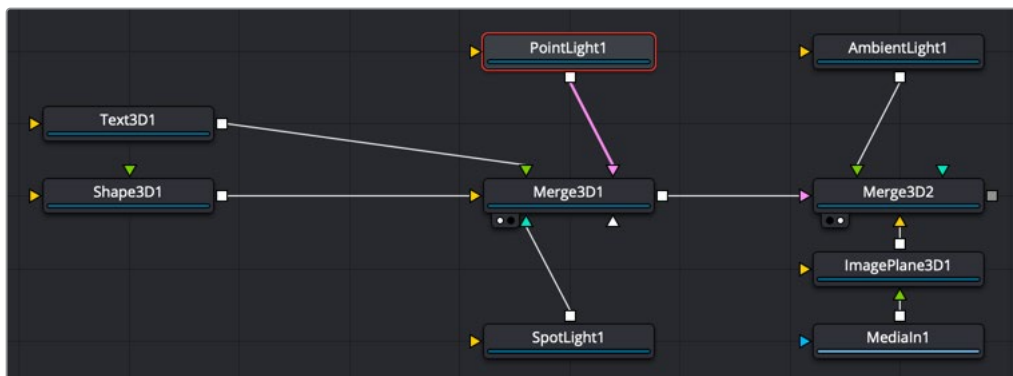 PointLight1
AmbientLight1
Text3D1
Shape3D1
Merge3D1
Merge3D2
ImagePlane3D1
SpotLight1
MediaIn1